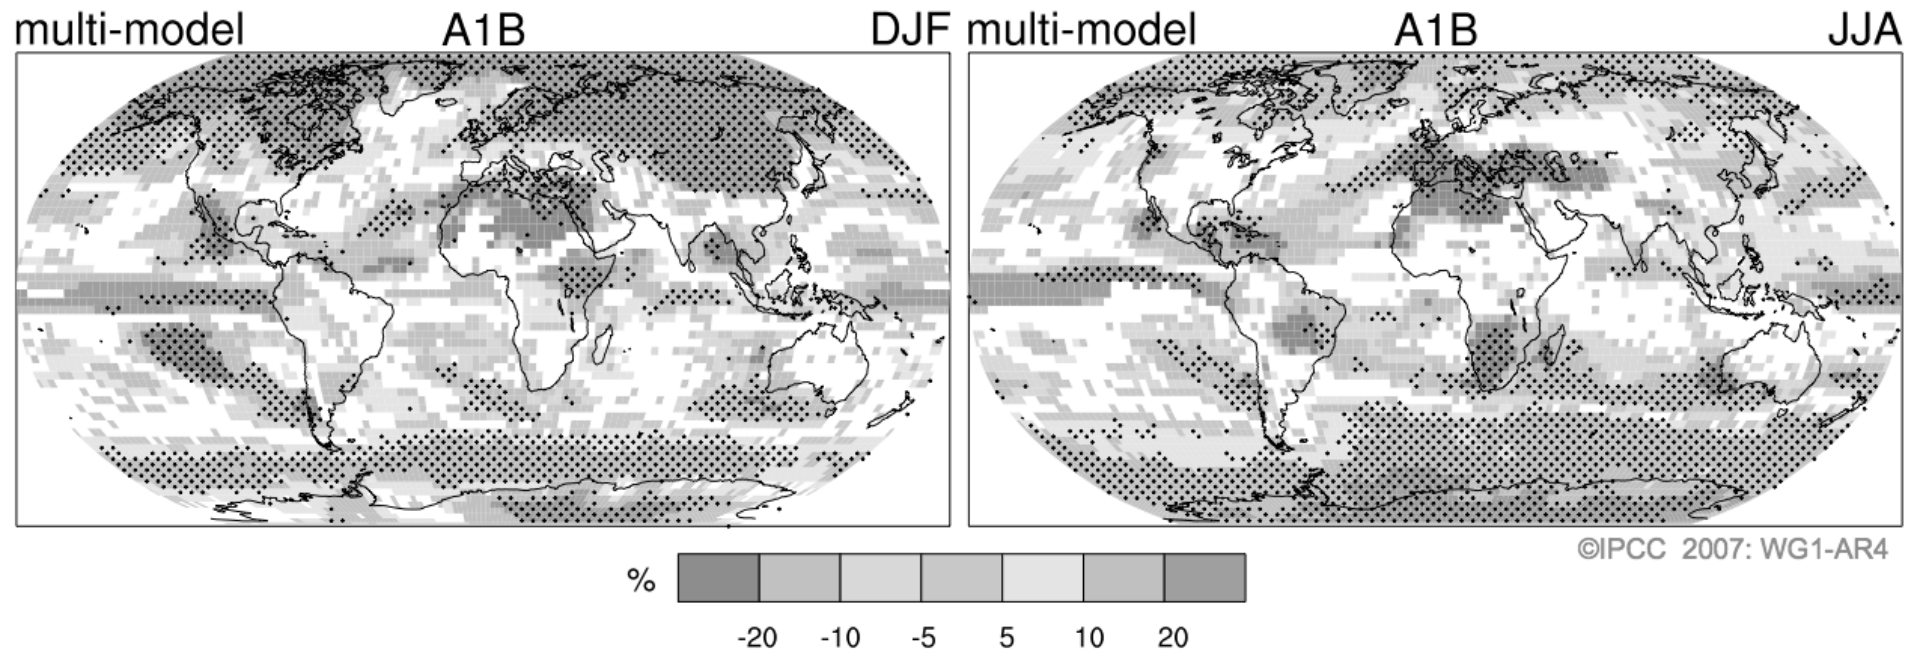 multi-model A1B DJF
multi-model A1B JJA
©IPCC 2007: WG1-AR4
%
-20 -10 -5 5 10 20